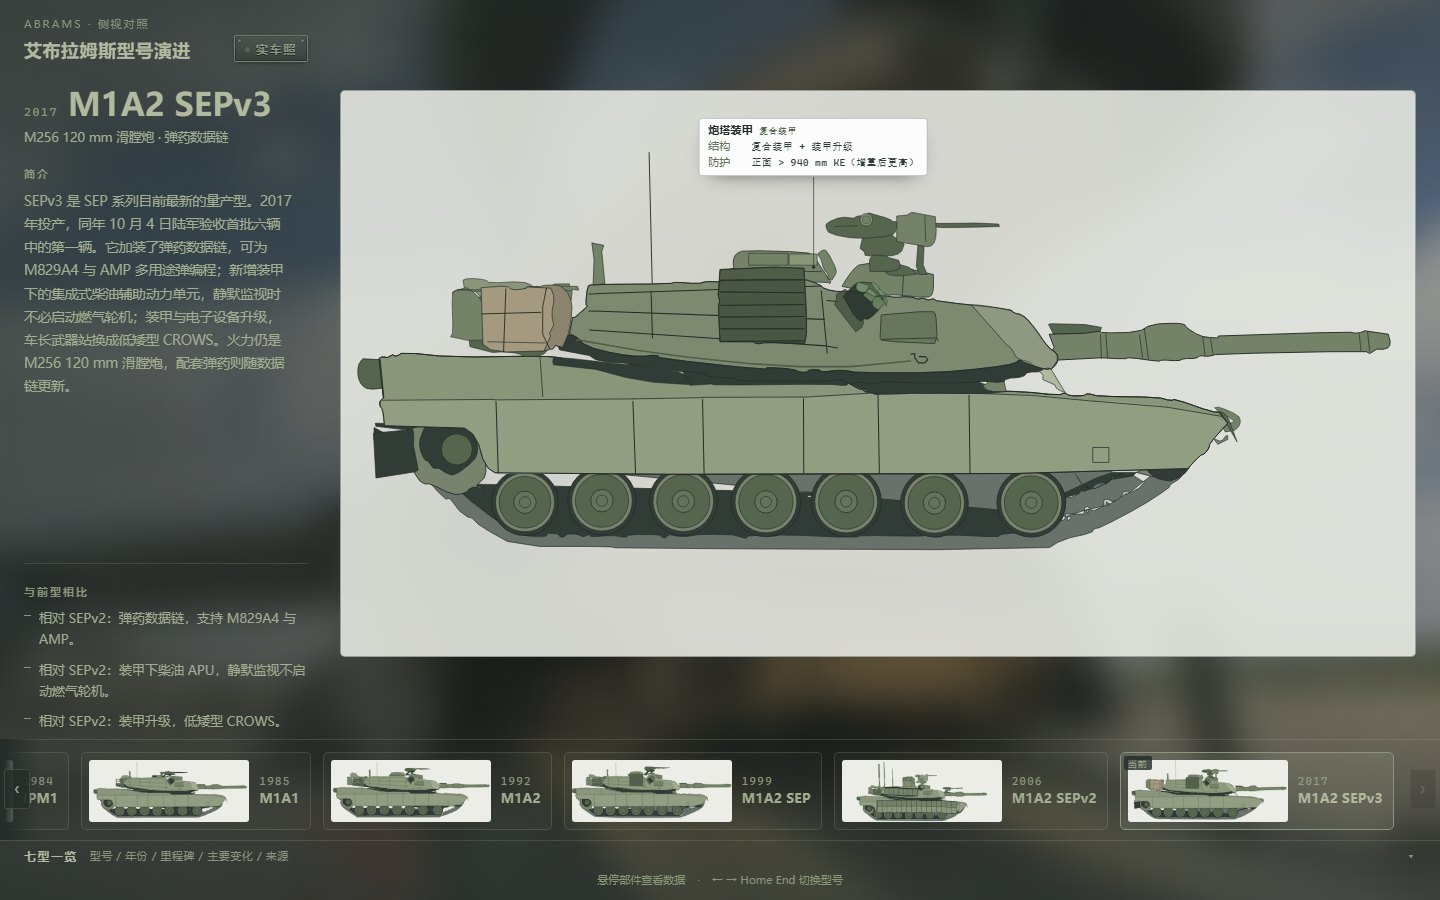 ABRAMS · 侧视对照
艾布拉姆斯型号演进
实车照
2017 M1A2 SEPv3
M256 120 mm 滑膛炮 · 弹药数据链
简介
SEPv3 是 SEP 系列目前最新的量产型。2017
年投产，同年 10 月 4 日陆军验收首批六辆
中的第一辆。它加装了弹药数据链，可为
M829A4 与 AMP 多用途弹编程；新增装甲
下的集成式柴油辅助动力单元，静默监视时
不必启动燃气轮机；装甲与电子设备升级，
车长武器站换成低矮型 CROWS。火力仍是
M256 120 mm 滑膛炮，配套弹药则随数据
链更新。
与前型相比
– 相对 SEPv2：弹药数据链，支持 M829A4 与
AMP。
– 相对 SEPv2：装甲下柴油 APU，静默监视不启
动燃气轮机。
– 相对 SEPv2：装甲升级，低矮型 CROWS。
炮塔装甲 复合装甲
结构 复合装甲 + 装甲升级
防护 正面 > 940 mm KE（增重后更高）
984
PM1
1985
M1A1
1992
M1A2
1999
M1A2 SEP
2006
M1A2 SEPv2
当前
2017
M1A2 SEPv3
七型一览 型号 / 年份 / 里程碑 / 主要变化 / 来源
悬停部件查看数据 · ←→ Home End 切换型号